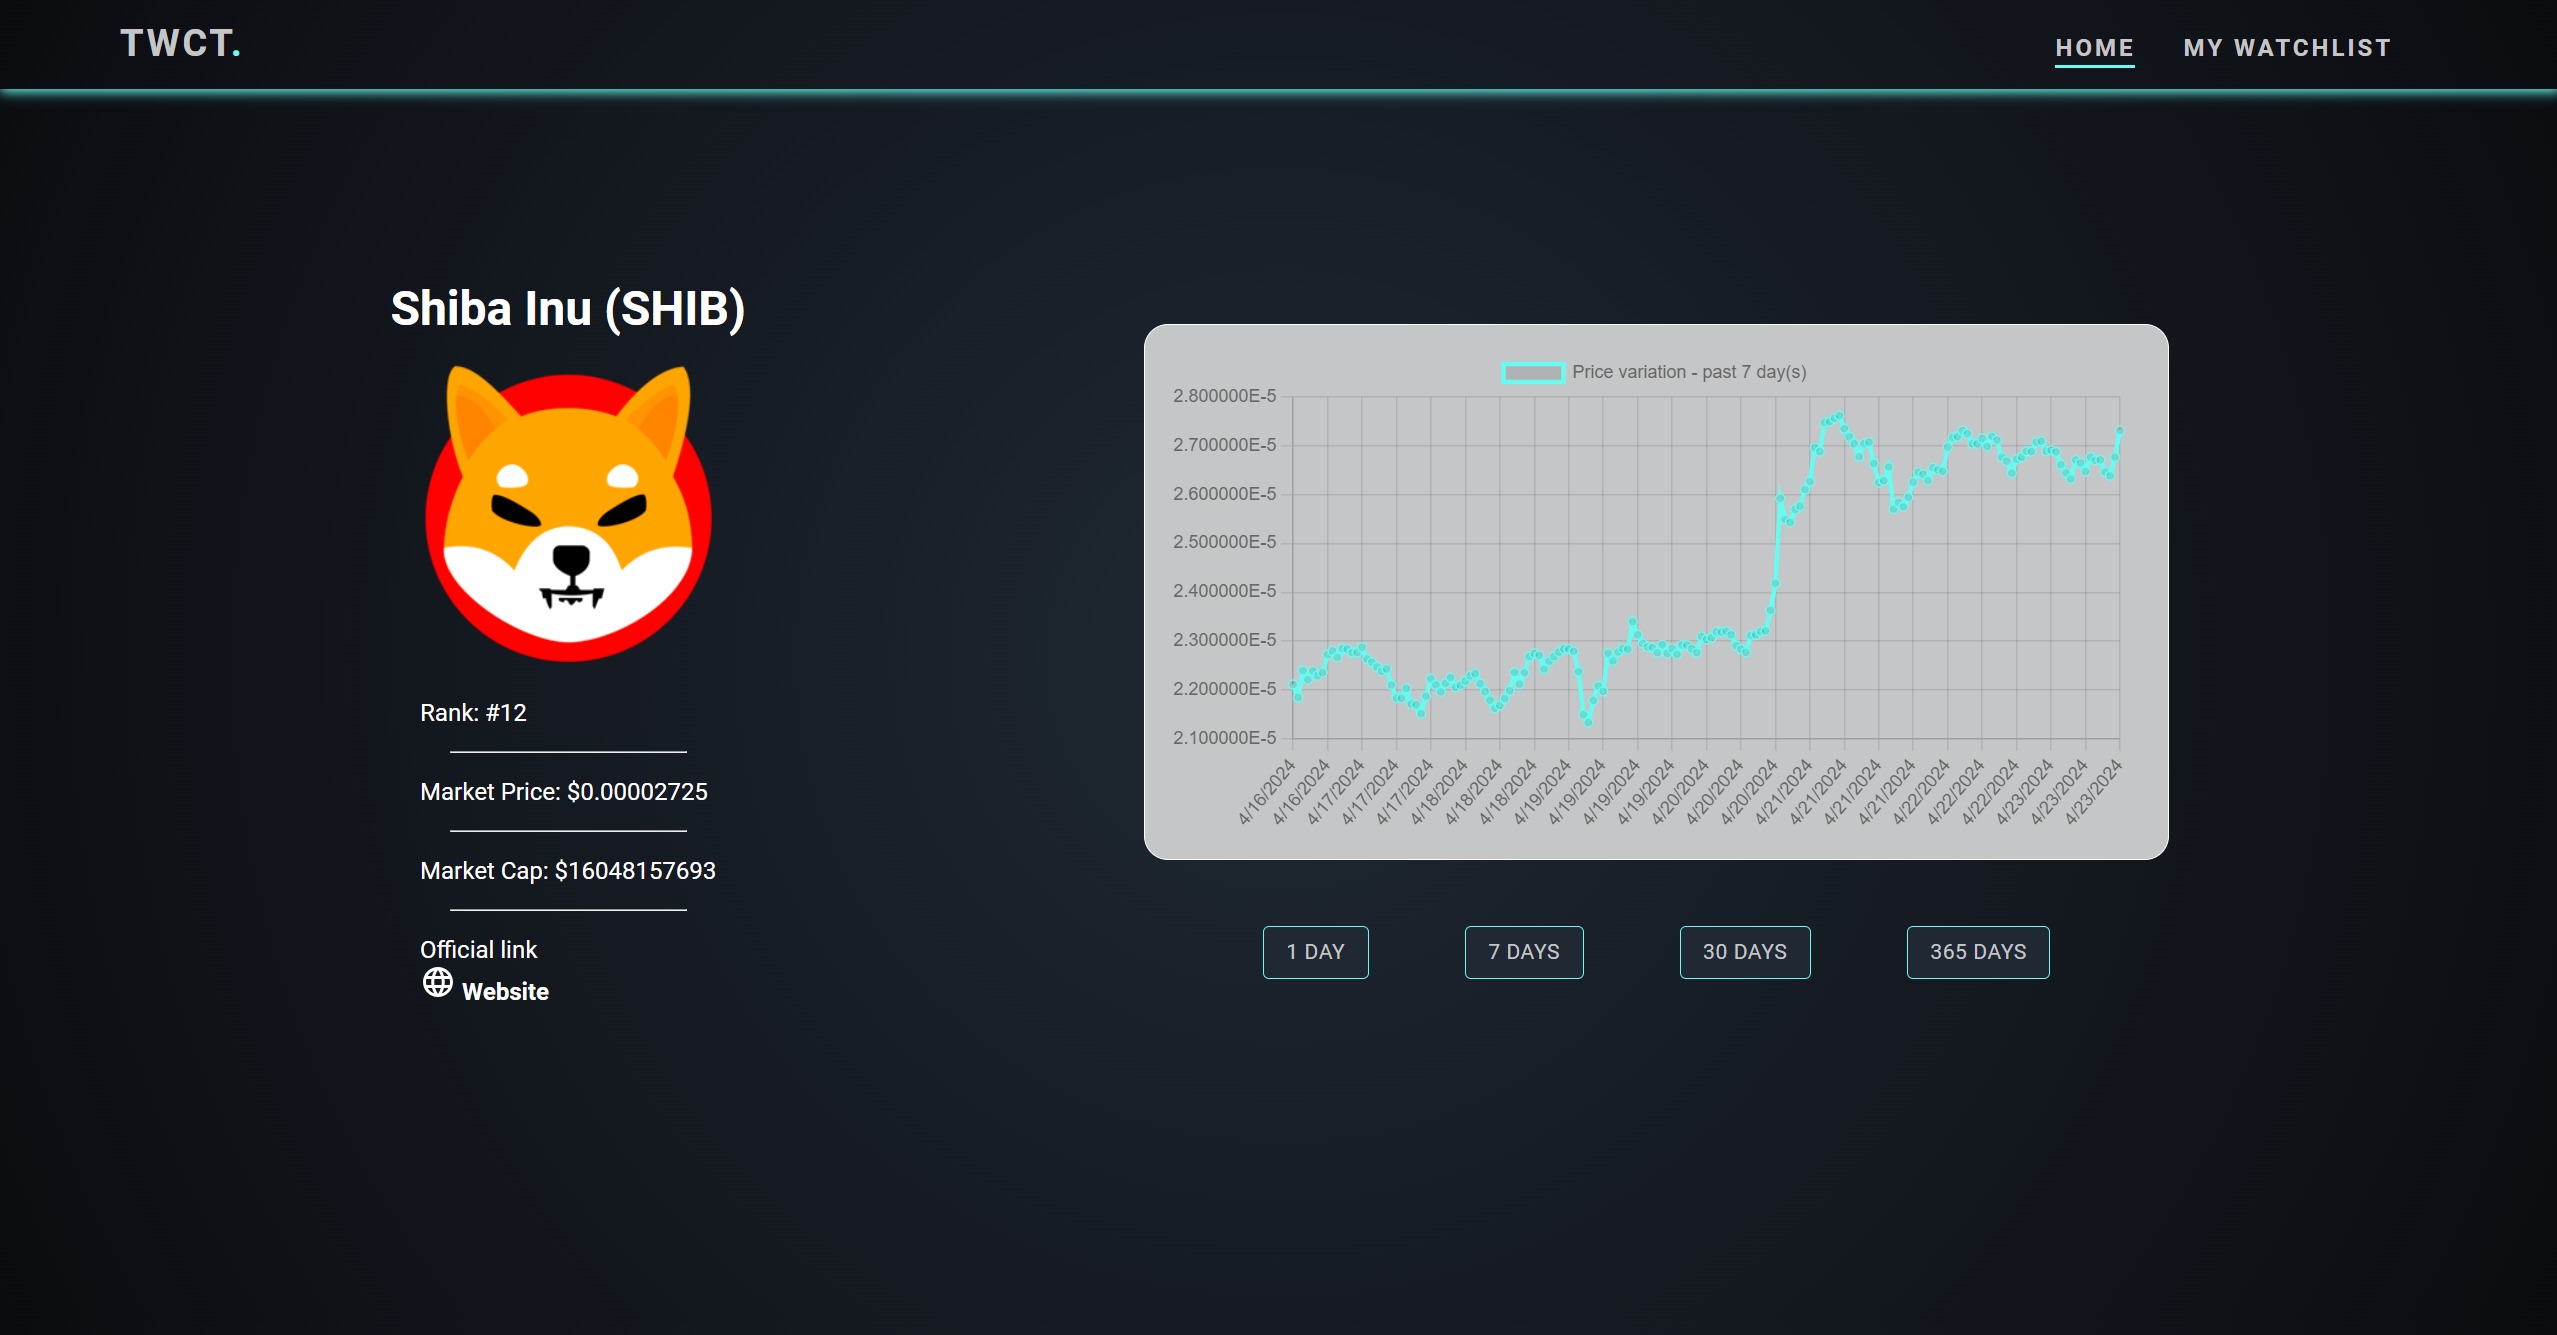 TWCT.
HOME
MY WATCHLIST
Shiba Inu (SHIB)
Rank: #12
Market Price: $0.00002725
Market Cap: $16048157693
Official link
Website
Price variation - past 7 day(s)
2.800000E-5
2.700000E-5
2.600000E-5
2.500000E-5
2.400000E-5
2.300000E-5
2.200000E-5
2.100000E-5
4/16/2024
4/16/2024
4/17/2024
4/17/2024
4/17/2024
4/18/2024
4/18/2024
4/18/2024
4/19/2024
4/19/2024
4/19/2024
4/19/2024
4/20/2024
4/20/2024
4/20/2024
4/21/2024
4/21/2024
4/21/2024
4/21/2024
4/22/2024
4/22/2024
4/22/2024
4/23/2024
4/23/2024
4/23/2024
1 DAY
7 DAYS
30 DAYS
365 DAYS